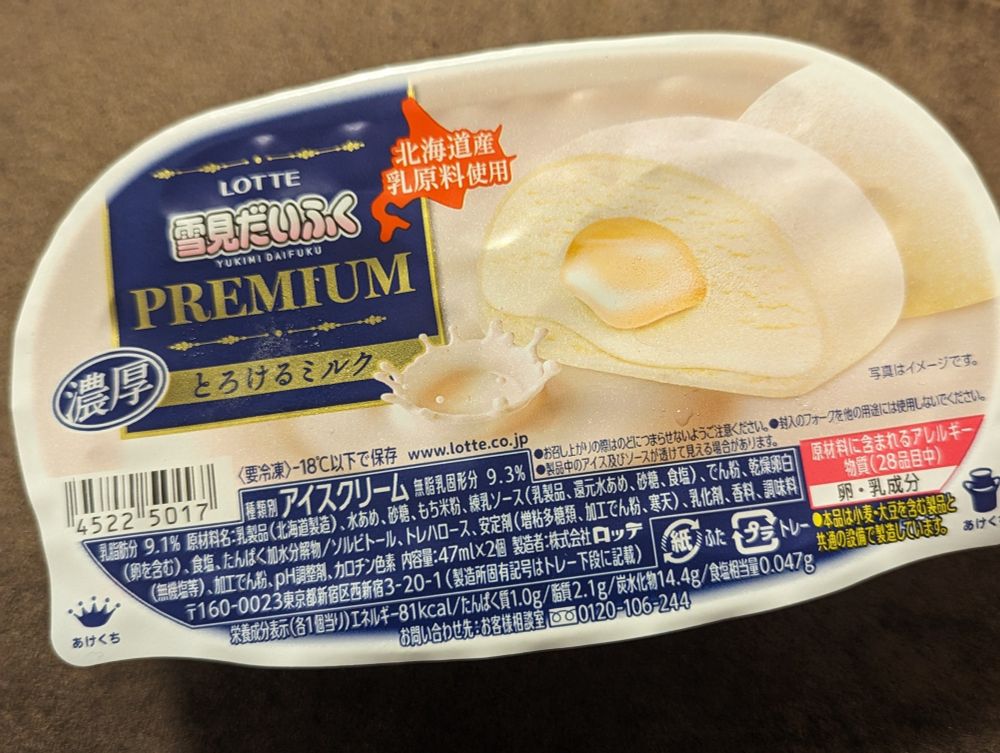 北海道産
乳原料使用
LOTTE
雪見だいふく
YUKIMI DAIFUKU
PREMIUM
濃厚
とろけるミルク
写真はイメージです。
〈要冷凍〉-18℃以下で保存 www.lotte.co.jp
●お召し上がりの際はのどにつまらせないようご注意ください。●封入のフォークを他の用途には使用しないでください。
●製品中のアイス及びソースが透けて見える場合があります。
4522 5017
種類別 アイスクリーム 無脂乳固形分 9.3%
乳脂肪分 9.1% 原材料名:乳製品(北海道製造)、水あめ、砂糖、もち米粉、練乳ソース(乳製品、還元水あめ、砂糖、食塩)、でん粉、乾燥卵白
(卵を含む)、食塩、たんぱく加水分解物/ソルビトール、トレハロース、安定剤(増粘多糖類、加工でん粉、寒天)、乳化剤、香料、調味料
(無機塩等)、加工でん粉、pH調整剤、カロチン色素 内容量:47ml×2個 製造者:株式会社ロッテ
〒160-0023東京都新宿区西新宿3-20-1(製造所固有記号はトレー下段に記載)
栄養成分表示(各1個当り)エネルギー81kcal/たんぱく質1.0g/脂質2.1g/炭水化物14.4g/食塩相当量0.047g
お問い合わせ先:お客様相談室 0120-106-244
紙 ふた プラ トレー
原材料に含まれるアレルギー
物質(28品目中)
卵・乳成分
●本品は小麦・大豆を含む製品と
共通の設備で製造しています。
あけくち
あけく